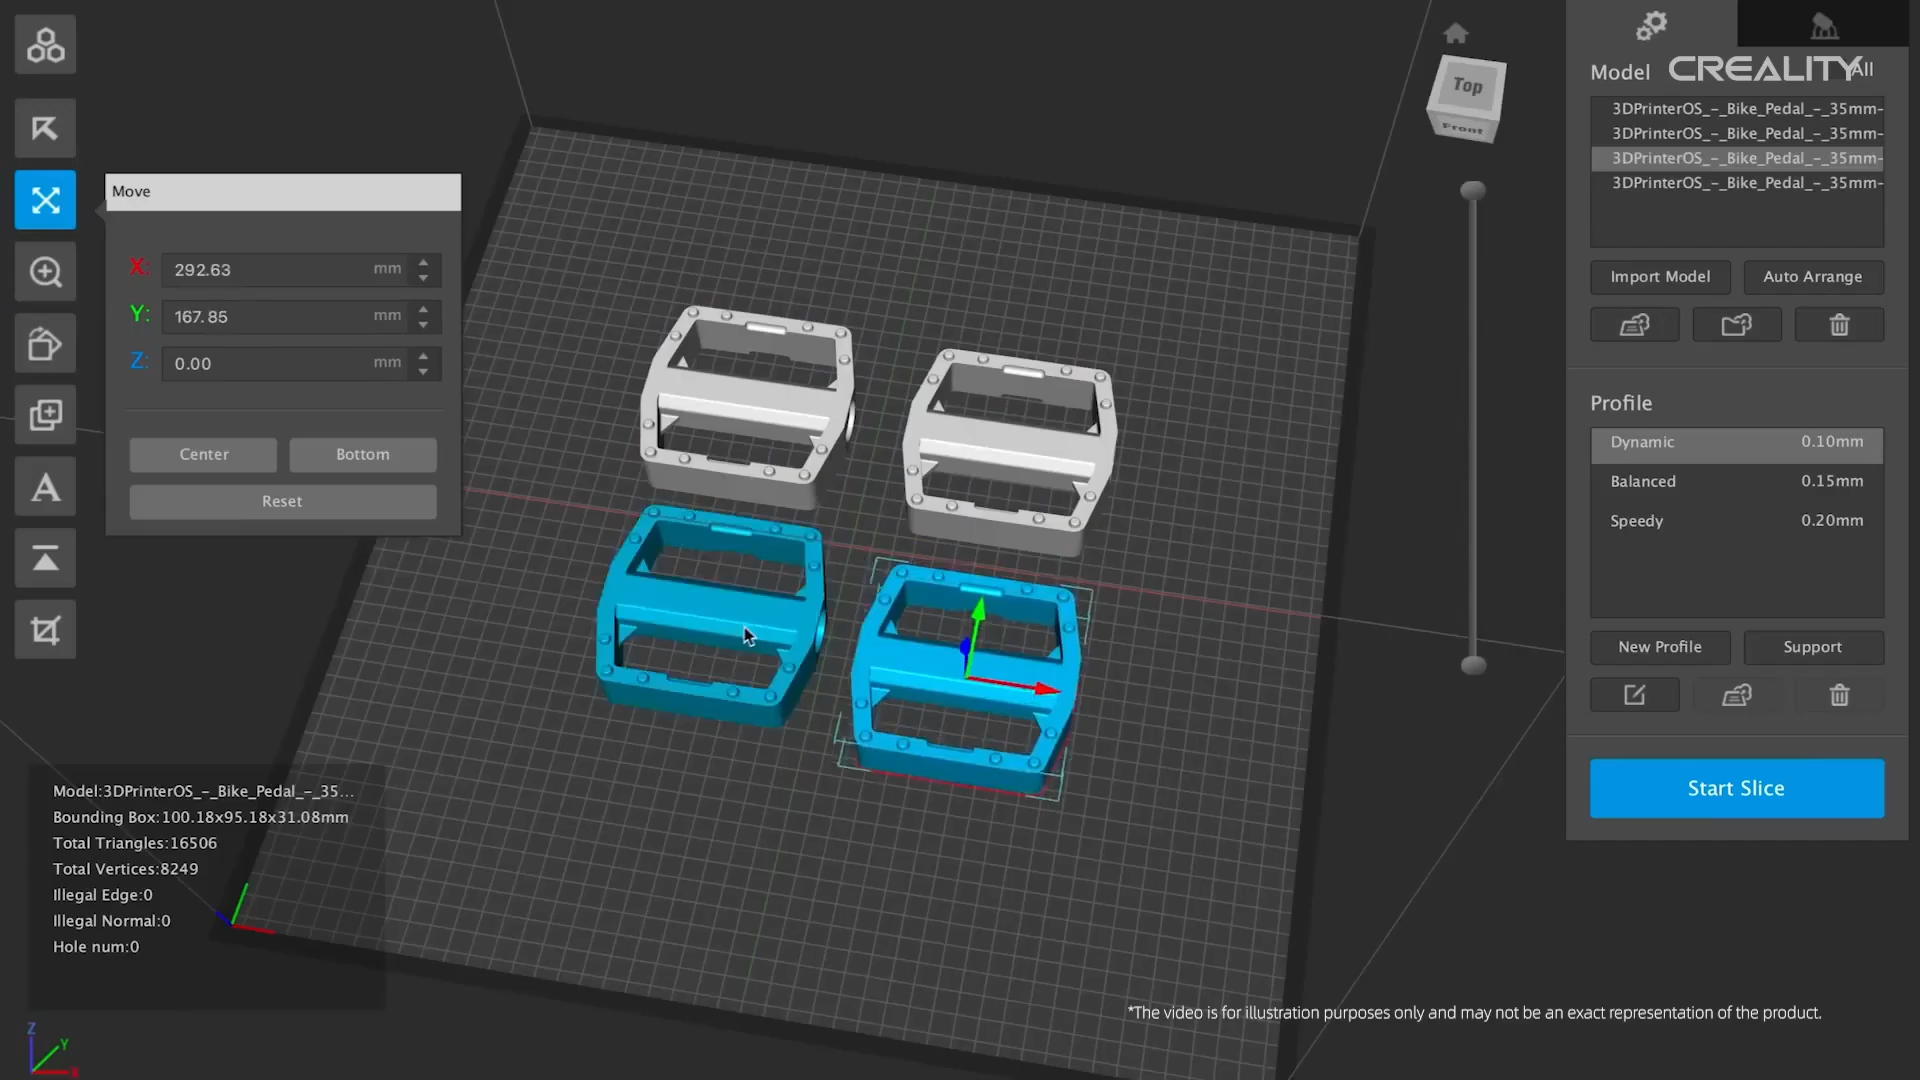 Move
X:
292.63
mm
Y:
167.85
mm
Z:
0.00
mm
Center
Bottom
Reset
Top
Front
Model
CREALITY
All
3DPrinterOS_-_Bike_Pedal_-_35mm-
3DPrinterOS_-_Bike_Pedal_-_35mm-
3DPrinterOS_-_Bike_Pedal_-_35mm-
3DPrinterOS_-_Bike_Pedal_-_35mm-
Import Model
Auto Arrange
Profile
Dynamic 0.10mm
Balanced 0.15mm
Speedy 0.20mm
New Profile
Support
Start Slice
Model:3DPrinterOS_-_Bike_Pedal_-_35...
Bounding Box:100.18x95.18x31.08mm
Total Triangles:16506
Total Vertices:8249
Illegal Edge:0
Illegal Normal:0
Hole num:0
*The video is for illustration purposes only and may not be an exact representation of the product.
Z
Y
X